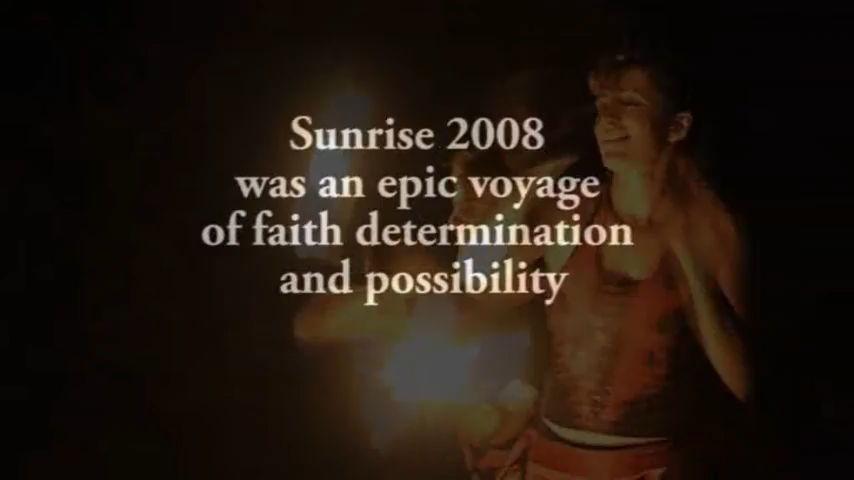 Sunrise 2008
was an epic voyage
of faith determination
and possibility